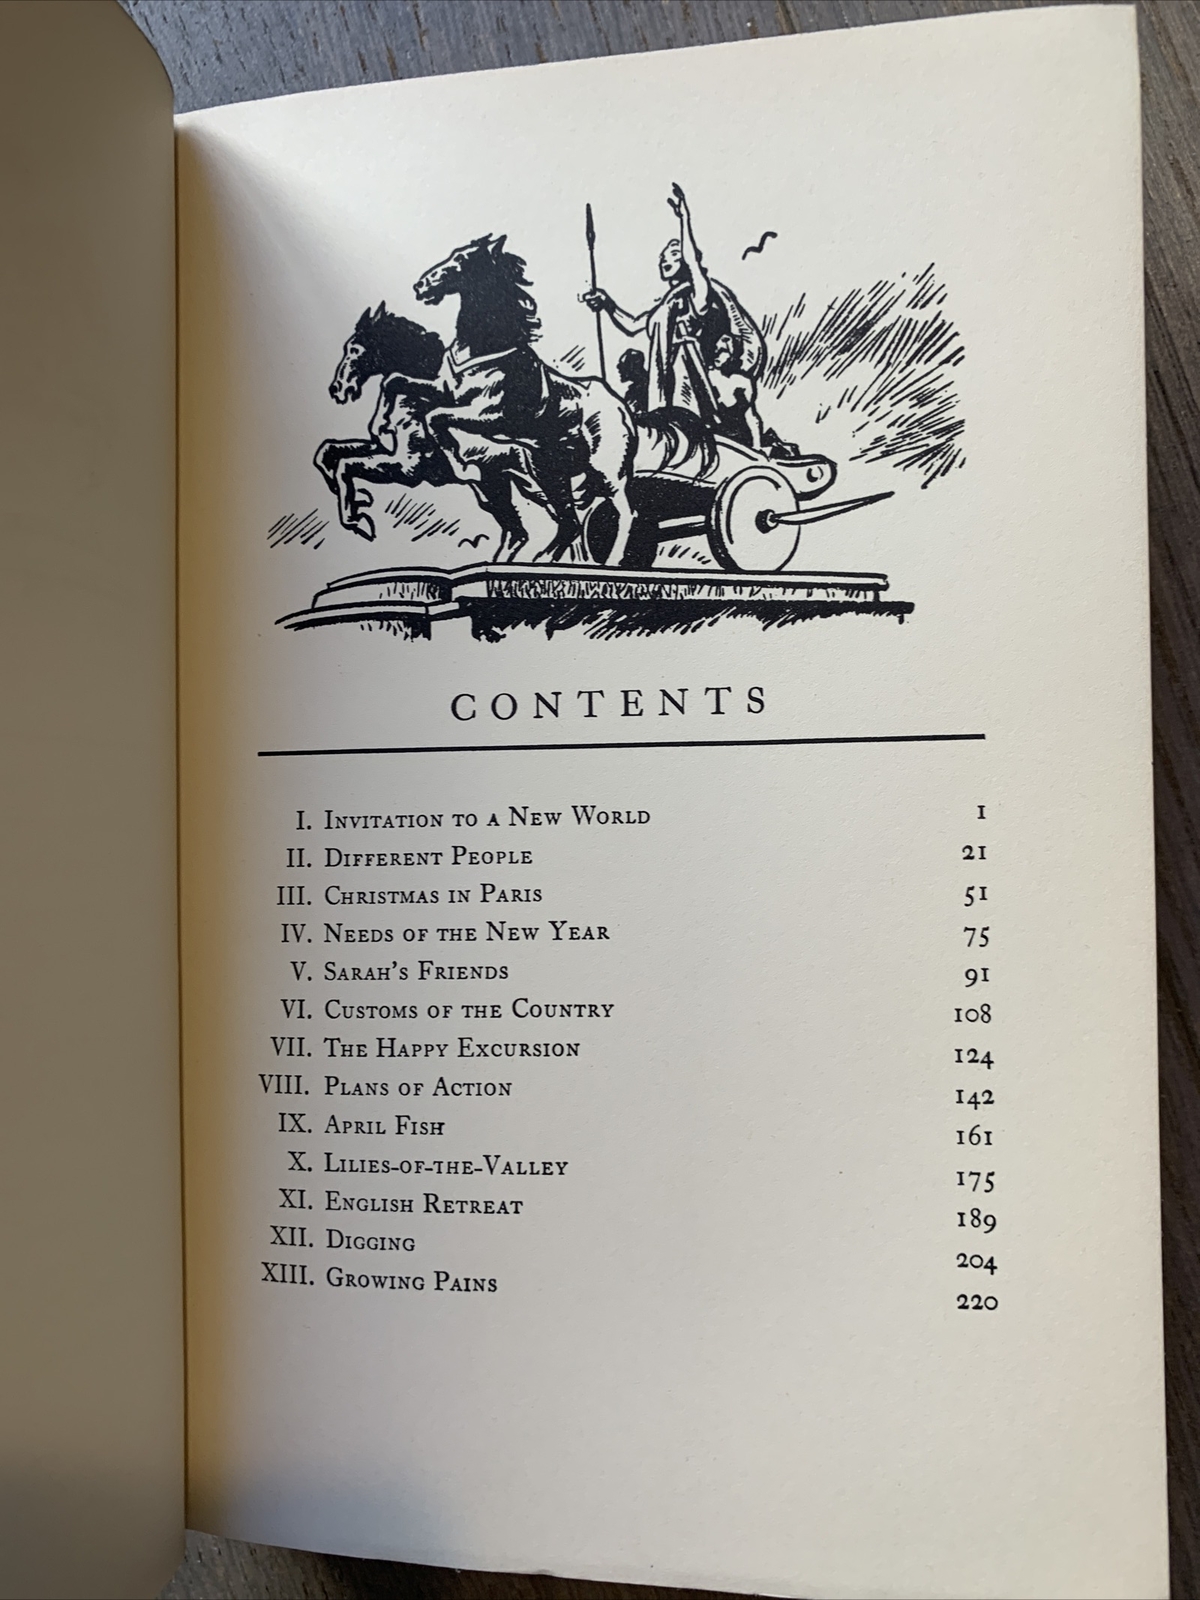 CONTENTS
I. Invitation to a New World 1
II. Different People 21
III. Christmas in Paris 51
IV. Needs of the New Year 75
V. Sarah's Friends 91
VI. Customs of the Country 108
VII. The Happy Excursion 124
VIII. Plans of Action 142
IX. April Fish 161
X. Lilies-of-the-Valley 175
XI. English Retreat 189
XII. Digging 204
XIII. Growing Pains 220